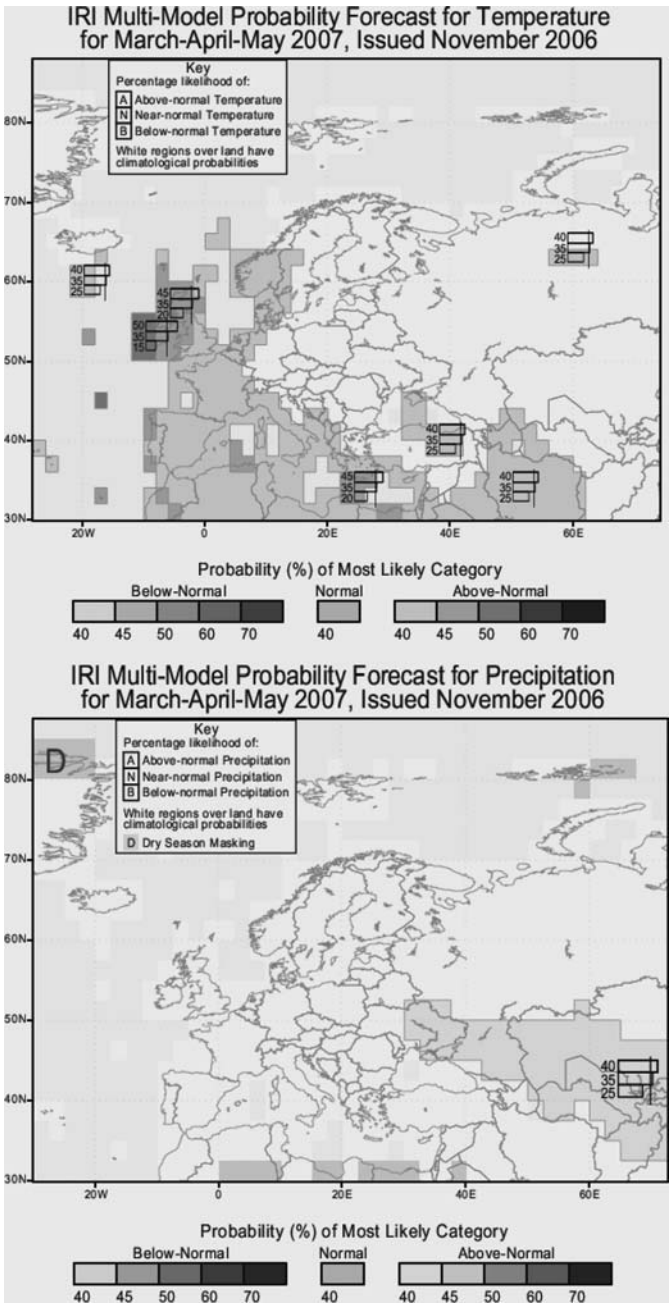 IRI Multi-Model Probability Forecast for Temperature
for March-April-May 2007, Issued November 2006
Key
Percentage likelihood of:
A Above-normal Temperature
N Near-normal Temperature
B Below-normal Temperature
White regions over land have
climatological probabilities
80N
70N
60N
50N
40N
30N
40
35
25
45
35
20
50
35
15
40
35
25
40
35
25
45
35
20
40
35
25
20W 0 20E 40E 60E
Probability (%) of Most Likely Category
Below-Normal Normal Above-Normal
40 45 50 60 70 40 40 45 50 60 70
IRI Multi-Model Probability Forecast for Precipitation
for March-April-May 2007, Issued November 2006
D
Key
Percentage likelihood of:
A Above-normal Precipitation
N Near-normal Precipitation
B Below-normal Precipitation
White regions over land have
climatological probabilities
D Dry Season Masking
80N
70N
60N
50N
40N
30N
40
35
25
20W 0 20E 40E 60E
Probability (%) of Most Likely Category
Below-Normal Normal Above-Normal
40 45 50 60 70 40 40 45 50 60 70